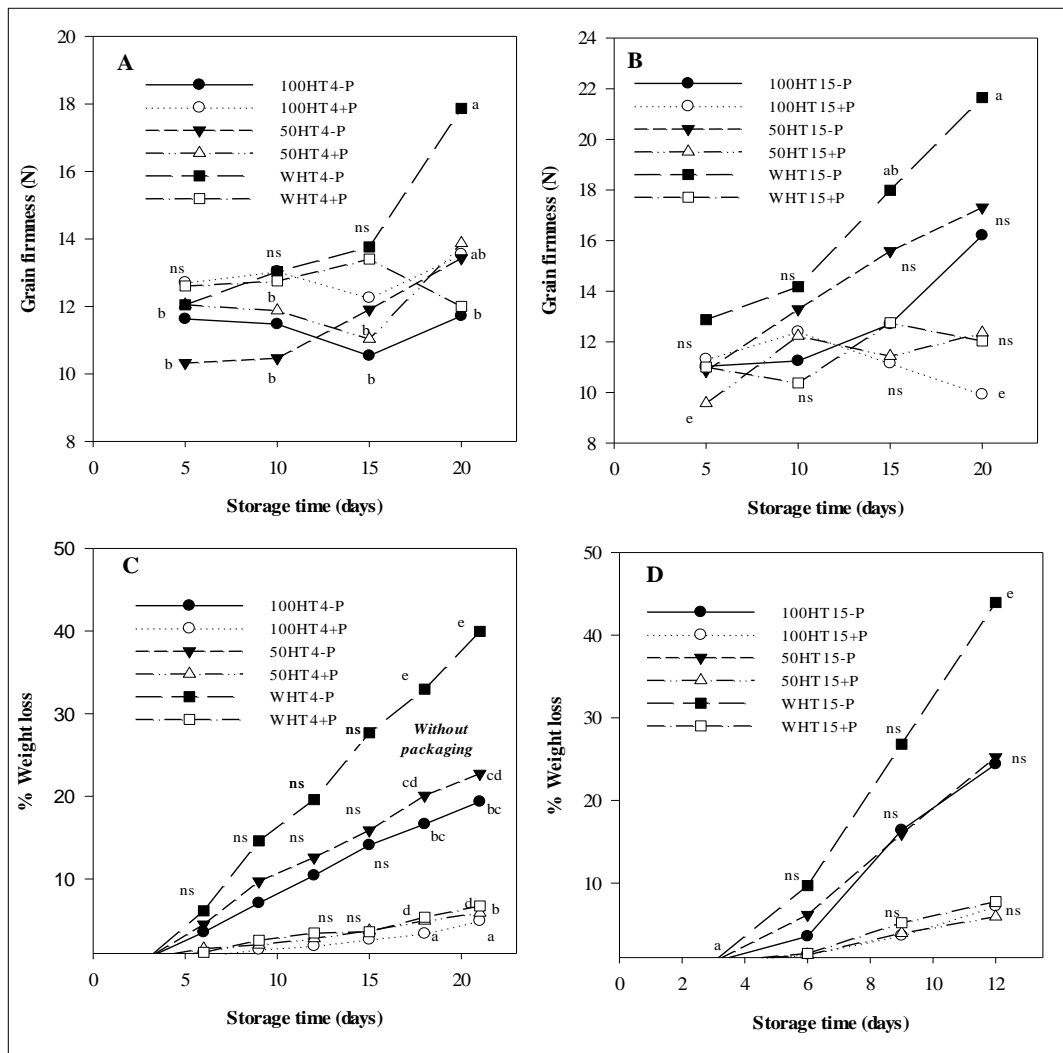 A
100HT4-P
100HT4+P
50HT4-P
50HT4+P
WHT4-P
WHT4+P
Grain firmness (N)
20
18
16
14
12
10
8
a
ns
ns
ns
ab
b
b
b
b
b
b
b
0
5
10
15
20
Storage time (days)
B
100HT15-P
100HT15+P
50HT15-P
50HT15+P
WHT15-P
WHT15+P
Grain firmness (N)
24
22
20
18
16
14
12
10
8
a
ab
ns
ns
ns
ns
ns
ns
ns
e
e
0
5
10
15
20
Storage time (days)
C
100HT4-P
100HT4+P
50HT4-P
50HT4+P
WHT4-P
WHT4+P
% Weight loss
50
40
30
20
10
e
e
ns
Without
packaging
ns
cd
cd
ns
ns
ns
bc
bc
ns
ns
ns
ns
d
d
b
a
a
0
5
10
15
20
Storage time (days)
D
100HT15-P
100HT15+P
50HT15-P
50HT15+P
WHT15-P
WHT15+P
% Weight loss
50
40
30
20
10
e
ns
ns
ns
ns
ns
ns
a
0
2
4
6
8
10
12
Storage time (days)